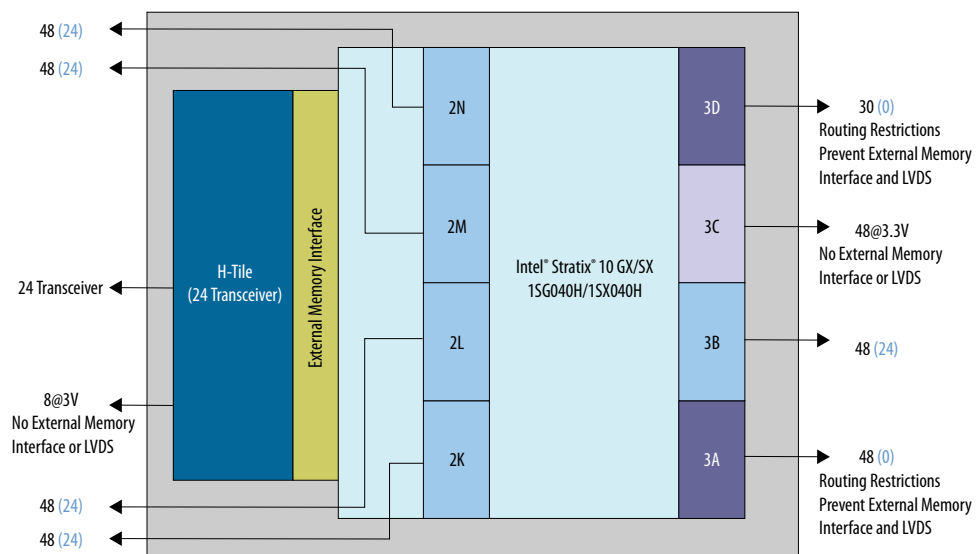 48 (24)
48 (24)
24 Transceiver
8@3V
No External Memory
Interface or LVDS
48 (24)
48 (24)
H-Tile
(24 Transceiver)
External Memory Interface
2N
2M
2L
2K
Intel® Stratix® 10 GX/SX
1SG040H/1SX040H
3D
3C
3B
3A
30 (0)
Routing Restrictions
Prevent External Memory
Interface and LVDS
48@3.3V
No External Memory
Interface or LVDS
48 (24)
48 (0)
Routing Restrictions
Prevent External Memory
Interface and LVDS